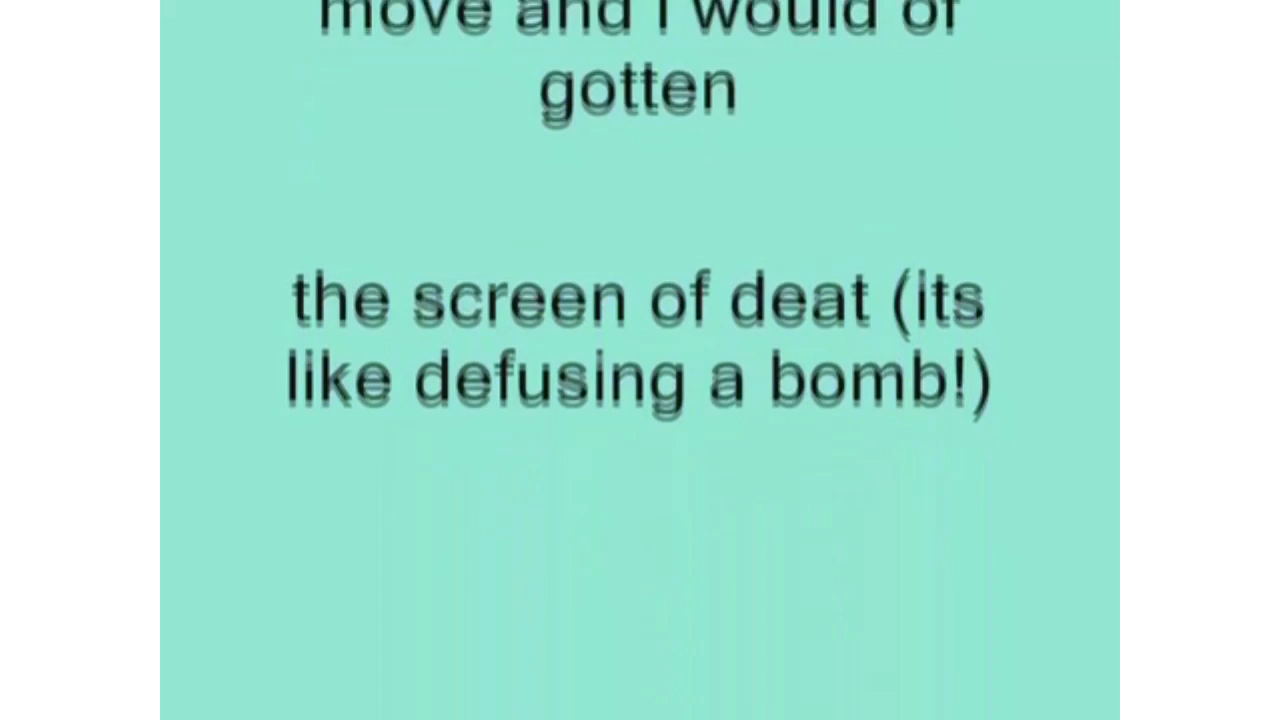 move and I would of
gotten
the screen of deat (its
like defusing a bomb!)